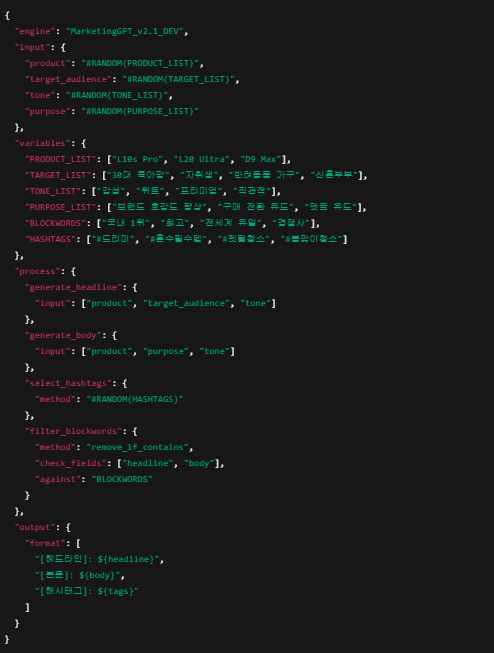 {
"engine": "MarketingGPT_v2.1_DEV",
"input": {
"product": "#RANDOM(PRODUCT_LIST)",
"target_audience": "#RANDOM(TARGET_LIST)",
"tone": "#RANDOM(TONE_LIST)",
"purpose": "#RANDOM(PURPOSE_LIST)"
},
"variables": {
"PRODUCT_LIST": ["L10s Pro", "L20 Ultra", "D9 Max"],
"TARGET_LIST": ["30대 육아맘", "자취생", "반려동물 가구", "신혼부부"],
"TONE_LIST": ["감성", "위트", "프리미엄", "직관적"],
"PURPOSE_LIST": ["브랜드 호감도 향상", "구매 전환 유도", "댓글 유도"],
"BLOCKWORDS": ["국내 1위", "최고", "전세계 유일", "경쟁사"],
"HASHTAGS": ["#드리미", "#혼수필수템", "#펫털청소", "#봄맞이청소"]
},
"process": {
"generate_headline": {
"input": ["product", "target_audience", "tone"]
},
"generate_body": {
"input": ["product", "purpose", "tone"]
},
"select_hashtags": {
"method": "#RANDOM(HASHTAGS)"
},
"filter_blockwords": {
"method": "remove_if_contains",
"check_fields": ["headline", "body"],
"against": "BLOCKWORDS"
}
},
"output": {
"format": [
"[헤드라인]: ${headline}",
"[본문]: ${body}",
"[해시태그]: ${tags}"
]
}
}